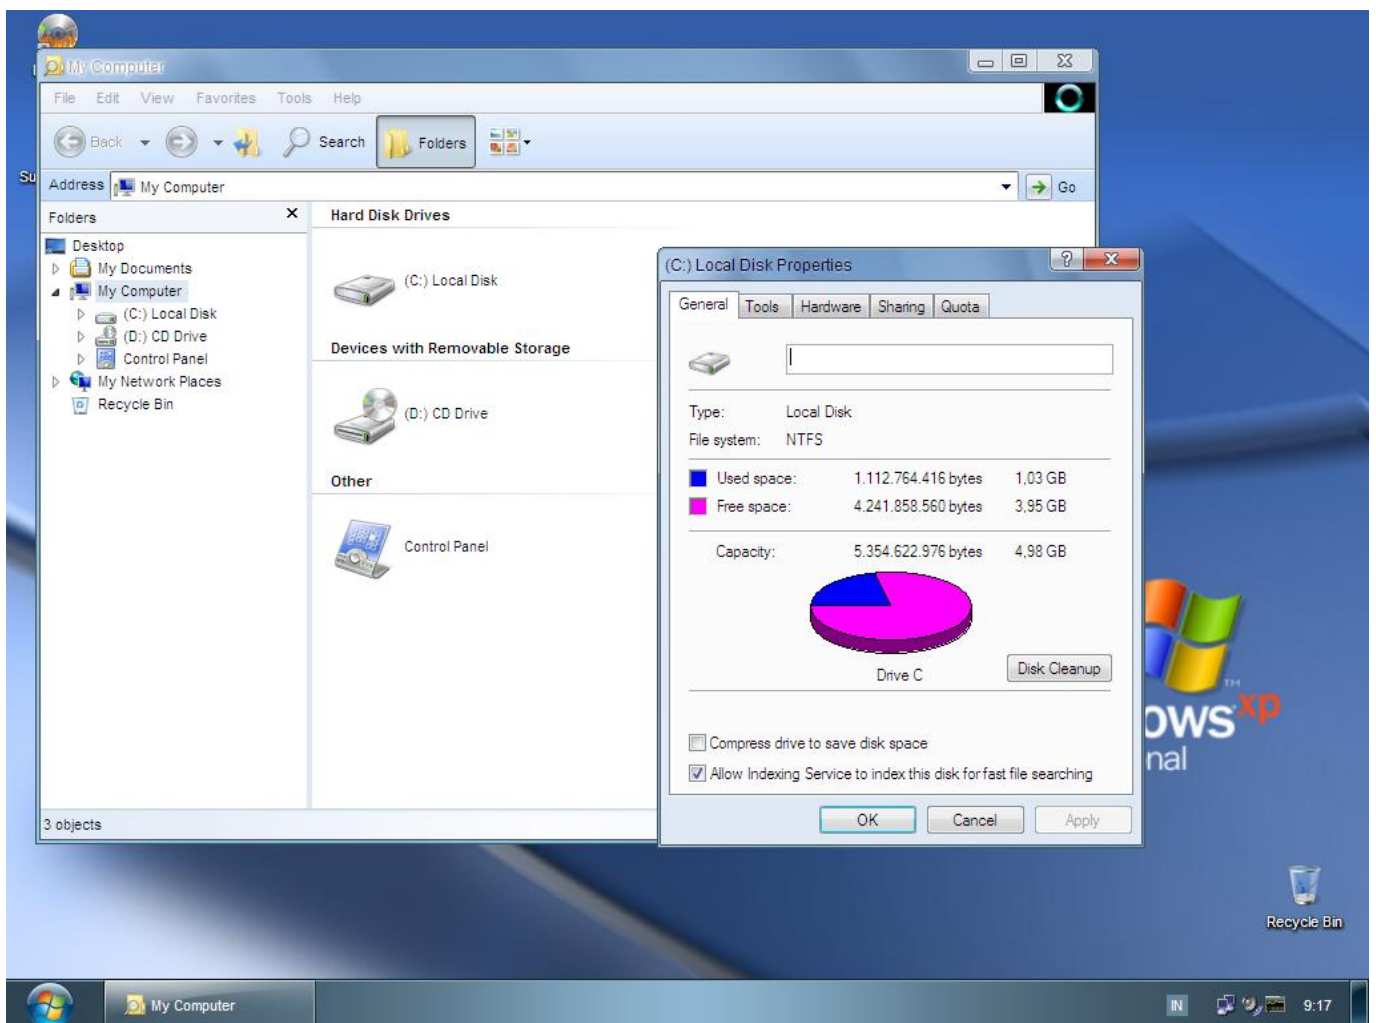 My Computer
File Edit View Favorites Tools Help
Back Search Folders
Su
Address My Computer Go
Folders
Desktop
My Documents
My Computer
(C:) Local Disk
(D:) CD Drive
Control Panel
My Network Places
Recycle Bin
Hard Disk Drives
(C:) Local Disk
Devices with Removable Storage
(D:) CD Drive
Other
Control Panel
3 objects
(C:) Local Disk Properties
General Tools Hardware Sharing Quota
Type: Local Disk
File system: NTFS
Used space: 1.112.764.416 bytes 1,03 GB
Free space: 4.241.858.560 bytes 3,95 GB
Capacity: 5.354.622.976 bytes 4,98 GB
Drive C
Disk Cleanup
Compress drive to save disk space
Allow Indexing Service to index this disk for fast file searching
OK Cancel Apply
TM
ows xp
nal
Recycle Bin
My Computer
IN
9:17